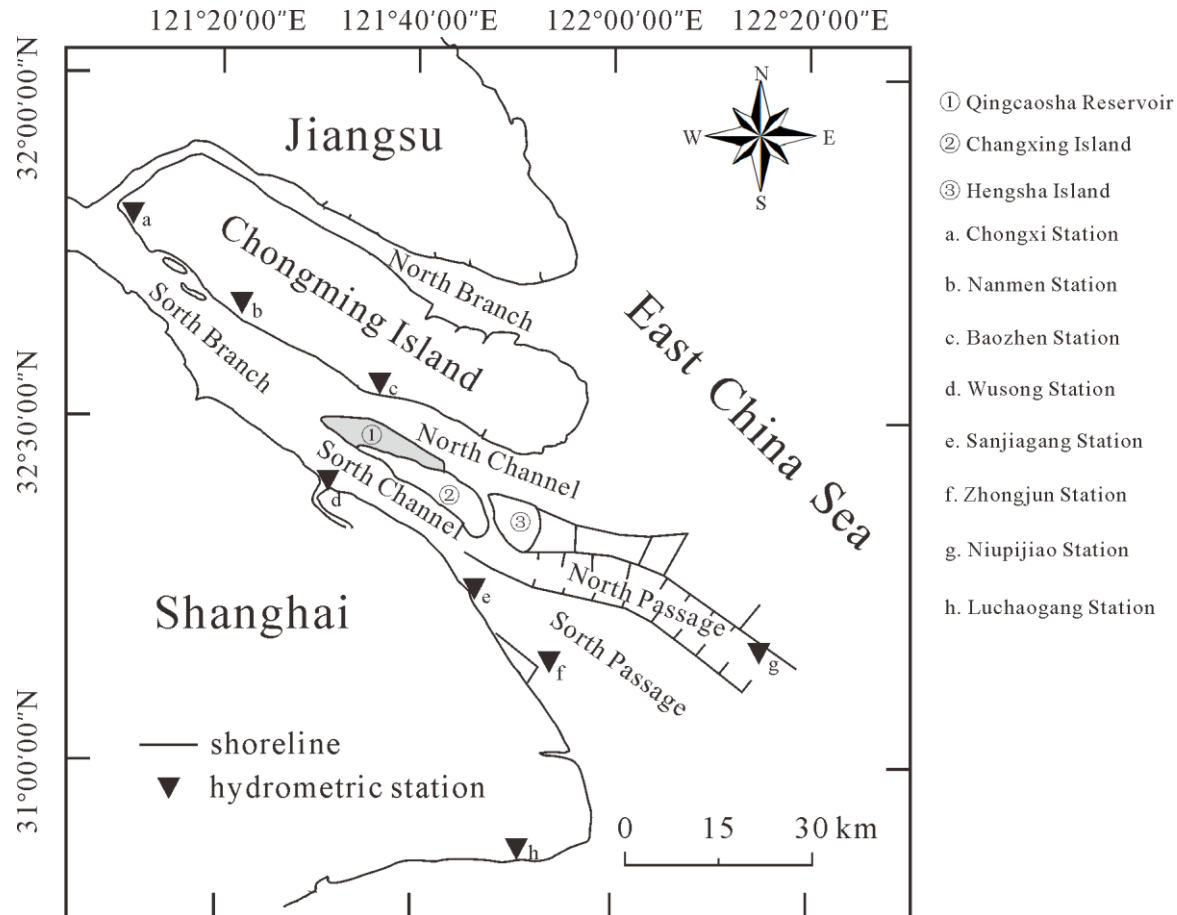 121°20'00"E 121°40'00"E 122°00'00"E 122°20'00"E
32°00'00"N
32°30'00"N
31°00'00"N
N
W E
S
Jiangsu
Chongming Island
North Branch
Sorth Branch
East China Sea
North Channel
Sorth Channel
North Passage
Sorth Passage
Shanghai
a
b
c
d
e
f
g
h
①
②
③
shoreline
hydrometric station
0 15 30 km
① Qingcaosha Reservoir
② Changxing Island
③ Hengsha Island
a. Chongxi Station
b. Nanmen Station
c. Baozhen Station
d. Wusong Station
e. Sanjiagang Station
f. Zhongjun Station
g. Niupijiao Station
h. Luchaogang Station